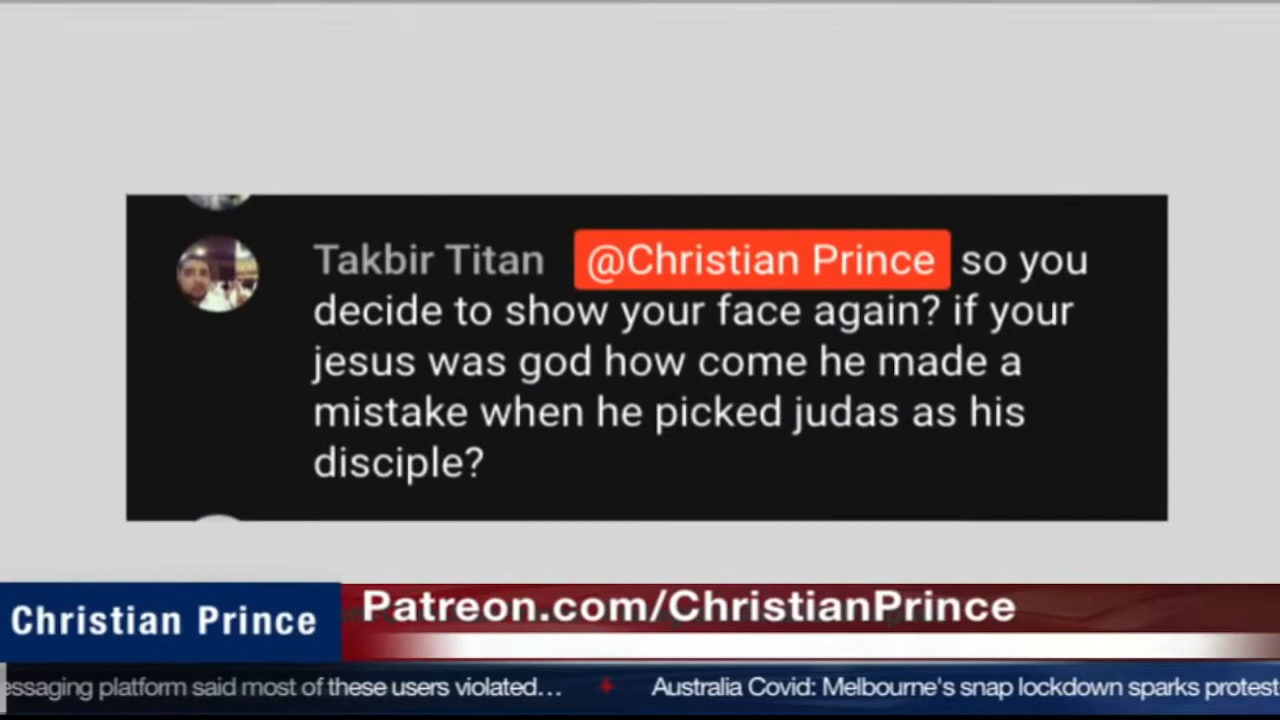 Takbir Titan @Christian Prince so you
decide to show your face again? if your
jesus was god how come he made a
mistake when he picked judas as his
disciple?
Christian Prince
Patreon.com/ChristianPrince
essaging platform said most of these users violated... Australia Covid: Melbourne's snap lockdown sparks protest